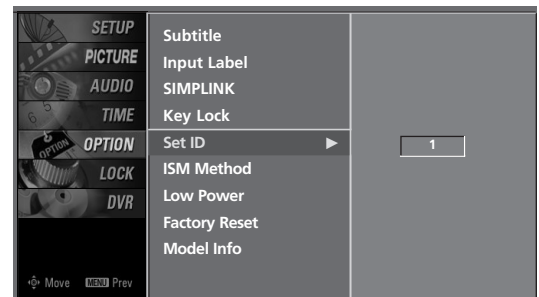 SETUP
PICTURE
AUDIO
TIME
OPTION
LOCK
DVR
Move MENU Prev
Subtitle
Input Label
SIMPLINK
Key Lock
Set ID ▶
ISM Method
Low Power
Factory Reset
Model Info
1